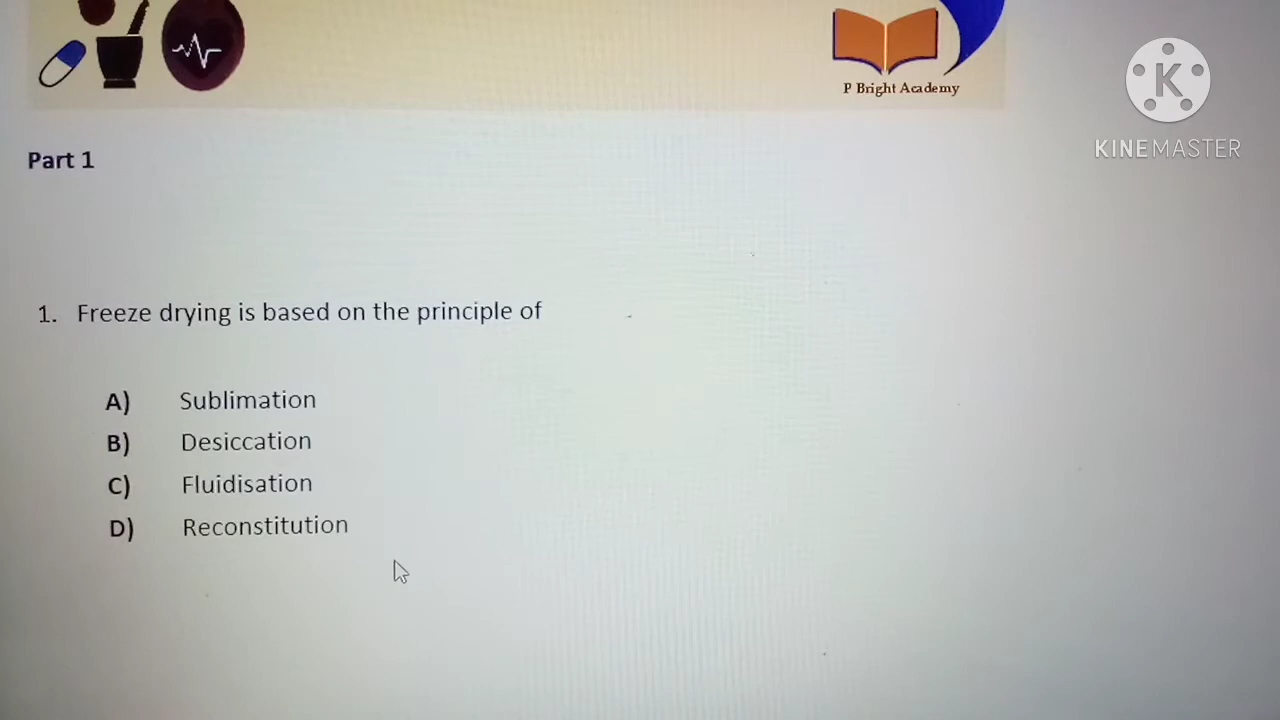 P Bright Academy
K
KINEMASTER
Part 1
1. Freeze drying is based on the principle of
A) Sublimation
B) Desiccation
C) Fluidisation
D) Reconstitution